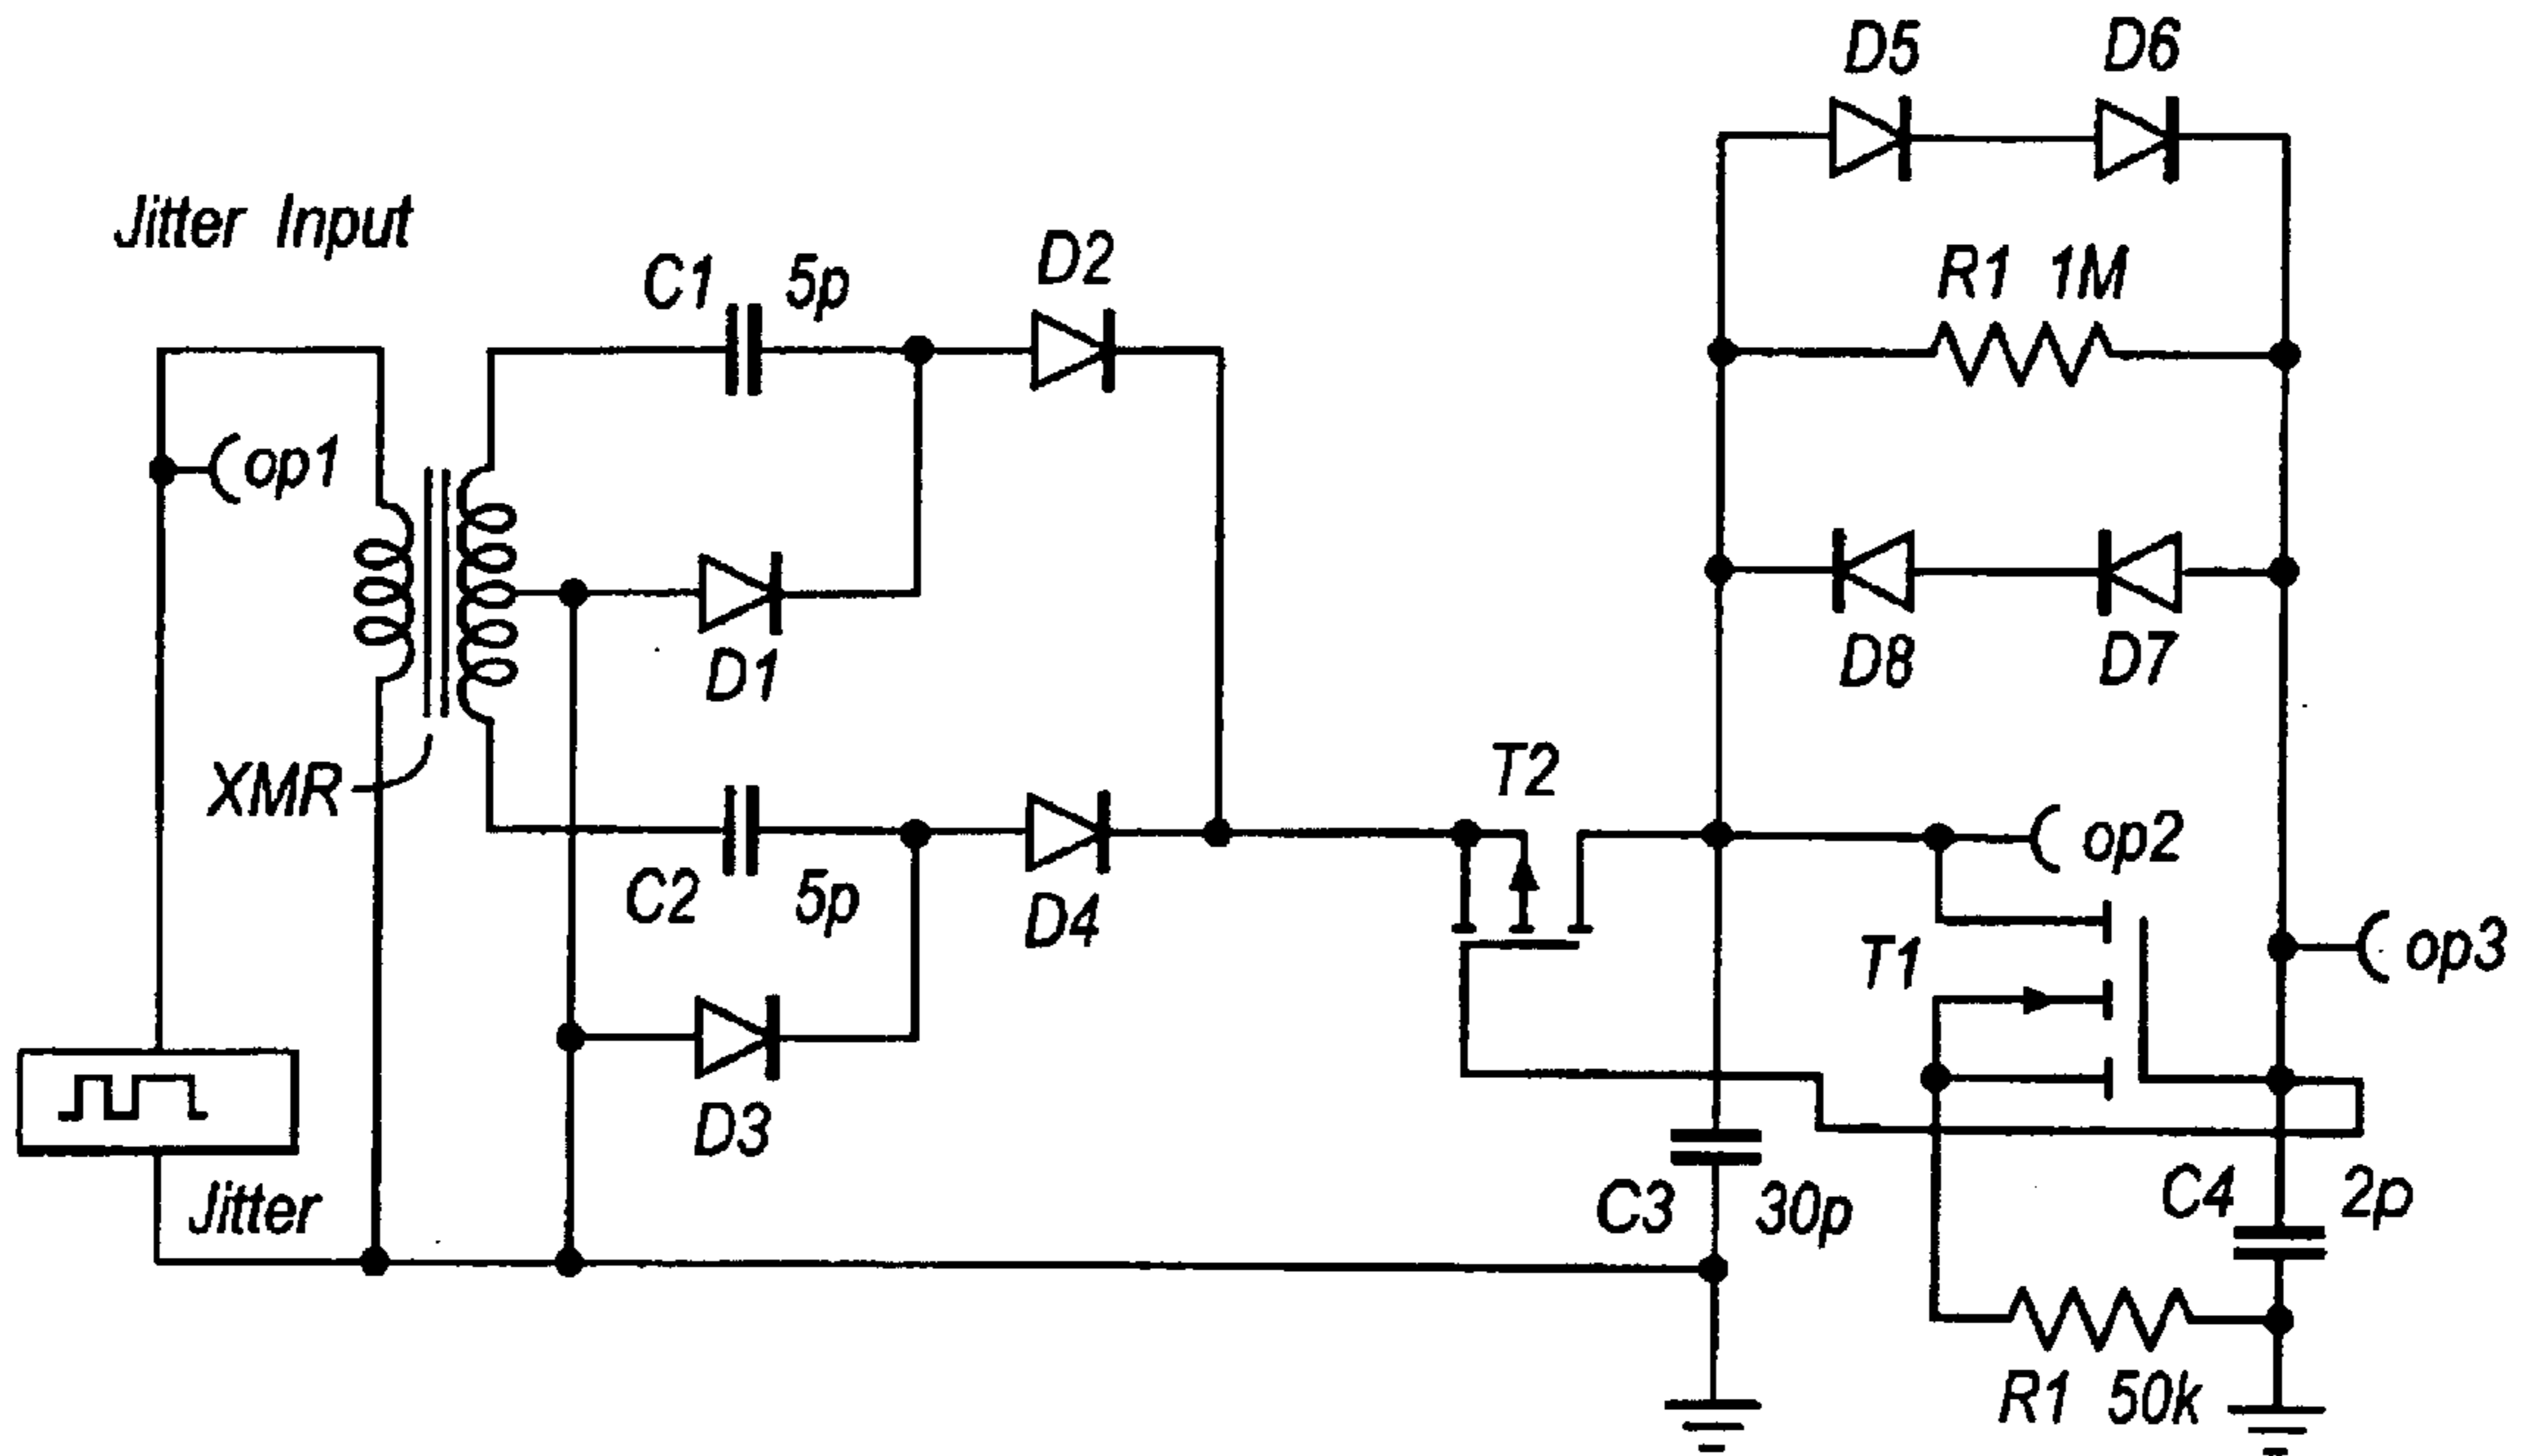 D5 D6
Jitter Input
C1 5p D2
R1 1M
op1
D1
D8 D7
XMR
T2
C2 5p D4
op2
T1
op3
D3
Jitter
C3 30p
C4 2p
R1 50k